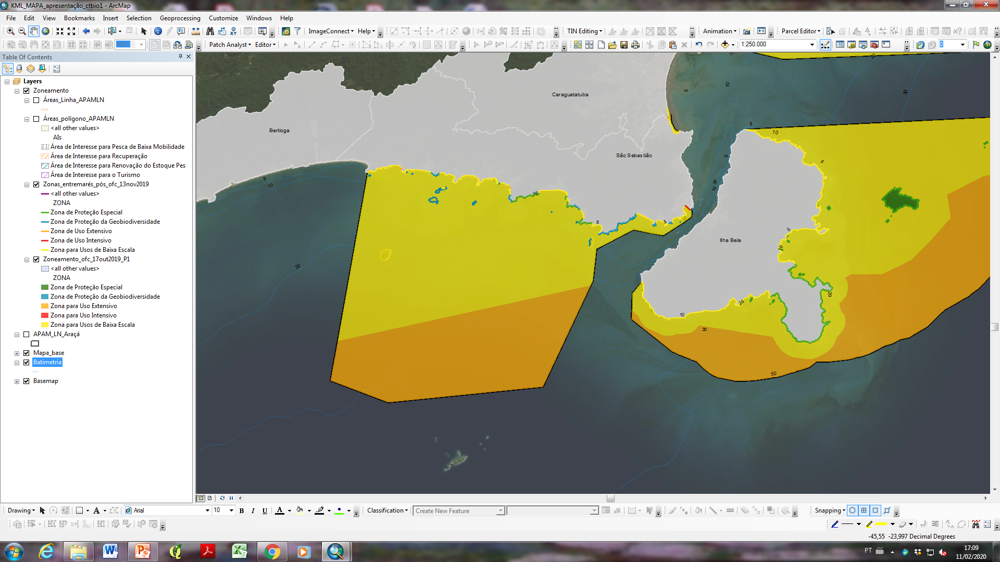 KML_MAPA_apresentação_ctbio1 - ArcMap
File Edit View Bookmarks Insert Selection Geoprocessing Customize Windows Help
ImageConnect Help TIN Editing Animation Parcel Editor
100% Patch Analyst Editor 1:250.000 0
Table Of Contents
Layers
Zoneamento
Áreas_Linha_APAMLN
Áreas_polígono_APAMLN
<all other values>
AIs
Área de Interesse para Pesca de Baixa Mobilidade
Área de Interesse para Recuperação
Área de Interesse para Renovação do Estoque Pes
Área de Interesse para o Turismo
Zonas_entremarés_pós_ofc_13nov2019
<all other values>
ZONA
Zona de Proteção Especial
Zona de Proteção da Geobiodiversidade
Zona de Uso Extensivo
Zona de Uso Intensivo
Zona para Usos de Baixa Escala
Zoneamento_ofc_17out2019_P1
<all other values>
ZONA
Zona de Proteção Especial
Zona de Proteção da Geobiodiversidade
Zona para Uso Extensivo
Zona para Uso Intensivo
Zona para Usos de Baixa Escala
APAM_LN_Araçá
Mapa_base
Batimetria
Basemap
10
5
30
Caraguatatuba
5
10
Bertioga
São Sebastião
5
5
5
10
10 30
10
5
5
5
Ilha Bela
10
20
20
20
10
30
50
Drawing Arial 10 B I U A Classification Create New Feature Snapping
-45,55 -23,997 Decimal Degrees
PT 17:09
11/02/2020